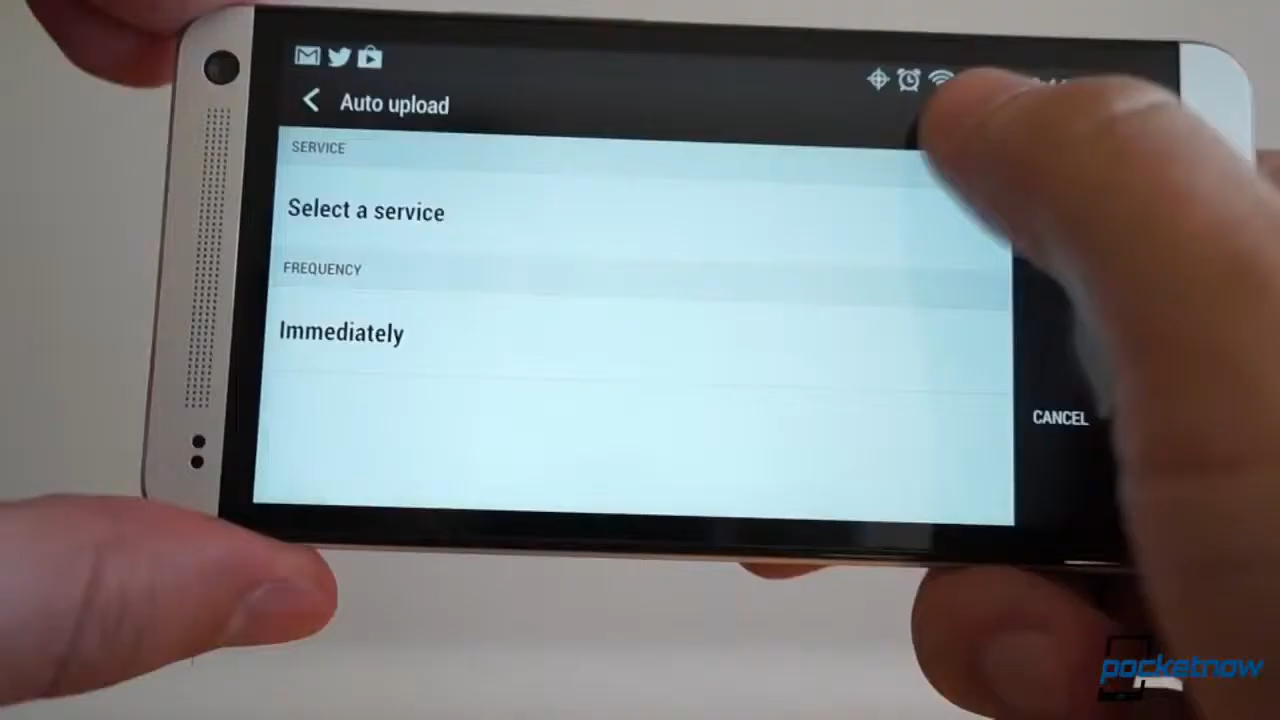 Auto upload
SERVICE
Select a service
FREQUENCY
Immediately
CANCEL
pocketnow